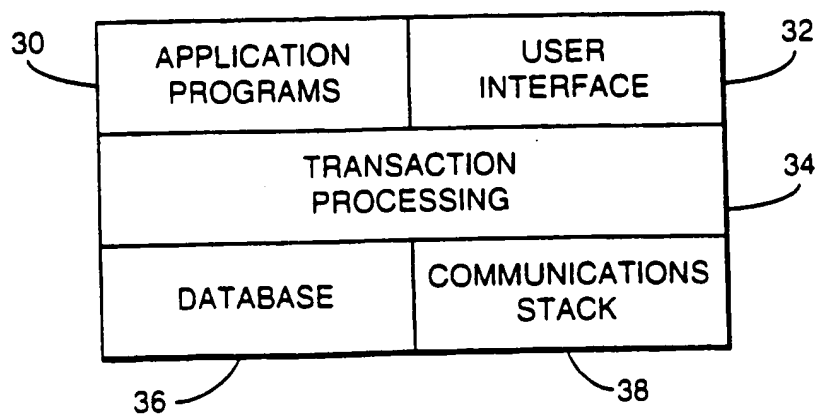 30
APPLICATION
PROGRAMS
USER
INTERFACE
32
TRANSACTION
PROCESSING
34
DATABASE
COMMUNICATIONS
STACK
36
38